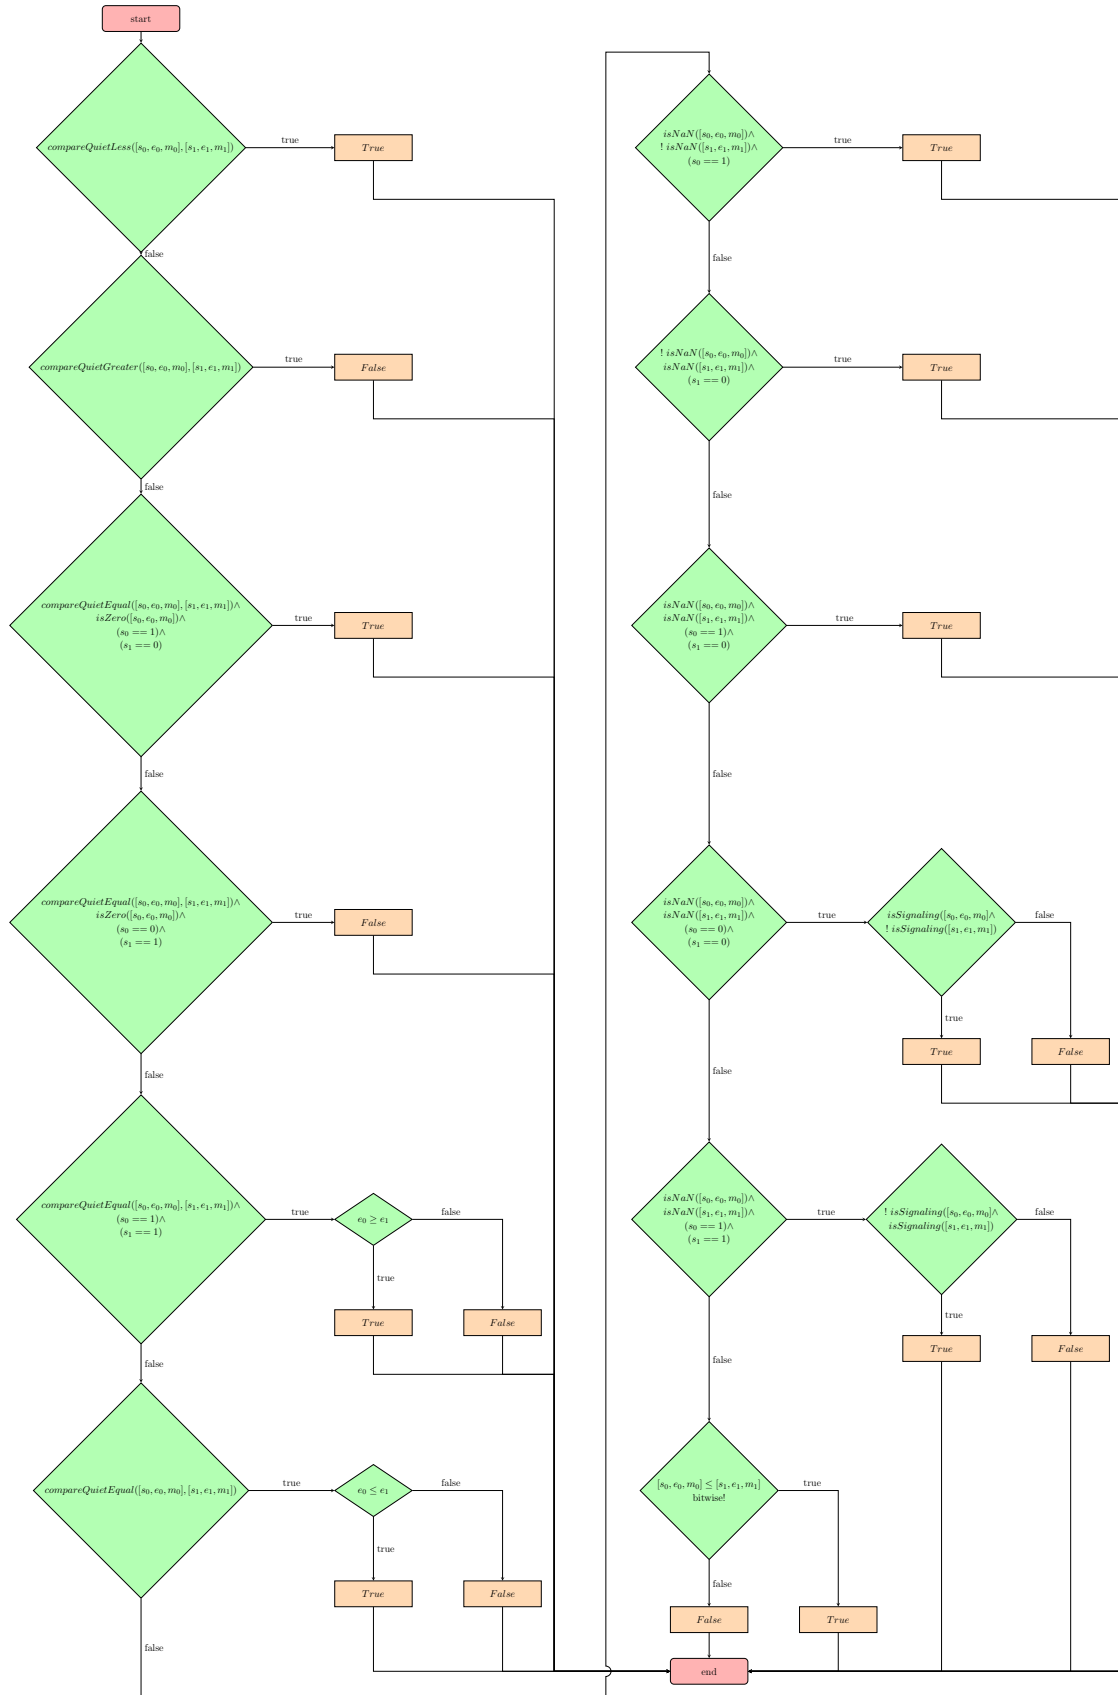 start
compareQuietLess([s₀, e₀, m₀], [s₁, e₁, m₁])
true
True
false
compareQuietGreater([s₀, e₀, m₀], [s₁, e₁, m₁])
true
False
false
compareQuietEqual([s₀, e₀, m₀], [s₁, e₁, m₁])∧
isZero([s₀, e₀, m₀])∧
(s₀ == 1)∧
(s₁ == 0)
true
True
false
compareQuietEqual([s₀, e₀, m₀], [s₁, e₁, m₁])∧
isZero([s₀, e₀, m₀])∧
(s₀ == 0)∧
(s₁ == 1)
true
False
false
compareQuietEqual([s₀, e₀, m₀], [s₁, e₁, m₁])∧
(s₀ == 1)∧
(s₁ == 1)
true
e₀ ≥ e₁
false
true
True
False
false
compareQuietEqual([s₀, e₀, m₀], [s₁, e₁, m₁])
true
e₀ ≤ e₁
false
true
True
False
false
isNaN([s₀, e₀, m₀])∧
! isNaN([s₁, e₁, m₁])∧
(s₀ == 1)
true
True
false
! isNaN([s₀, e₀, m₀])∧
isNaN([s₁, e₁, m₁])∧
(s₁ == 0)
true
True
false
isNaN([s₀, e₀, m₀])∧
isNaN([s₁, e₁, m₁])∧
(s₀ == 1)∧
(s₁ == 0)
true
True
false
isNaN([s₀, e₀, m₀])∧
isNaN([s₁, e₁, m₁])∧
(s₀ == 0)∧
(s₁ == 0)
true
isSignaling([s₀, e₀, m₀]∧
! isSignaling([s₁, e₁, m₁])
false
true
True
False
false
isNaN([s₀, e₀, m₀])∧
isNaN([s₁, e₁, m₁])∧
(s₀ == 1)∧
(s₁ == 1)
true
! isSignaling([s₀, e₀, m₀]∧
isSignaling([s₁, e₁, m₁])
false
true
True
False
false
[s₀, e₀, m₀] ≤ [s₁, e₁, m₁]
bitwise!
true
false
False
True
end